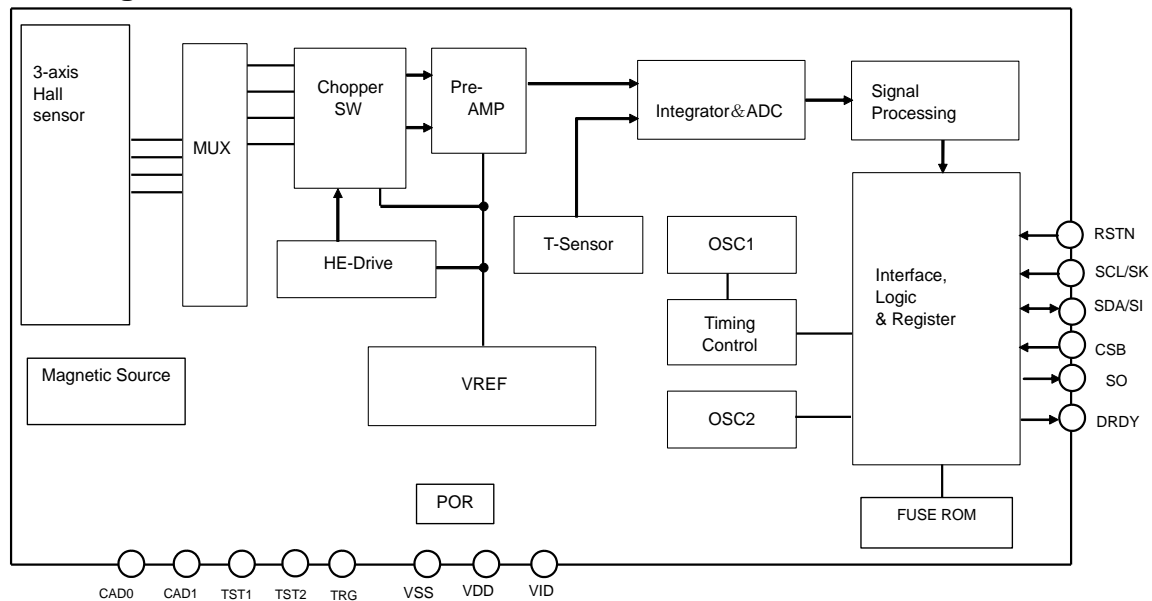 3-axis
Hall
sensor
MUX
Chopper
SW
Pre-
AMP
Integrator&ADC
Signal
Processing
HE-Drive
T-Sensor
OSC1
Timing
Control
OSC2
VREF
Magnetic Source
Interface,
Logic
& Register
RSTN
SCL/SK
SDA/SI
CSB
SO
DRDY
POR
FUSE ROM
CAD0 CAD1 TST1 TST2 TRG VSS VDD VID